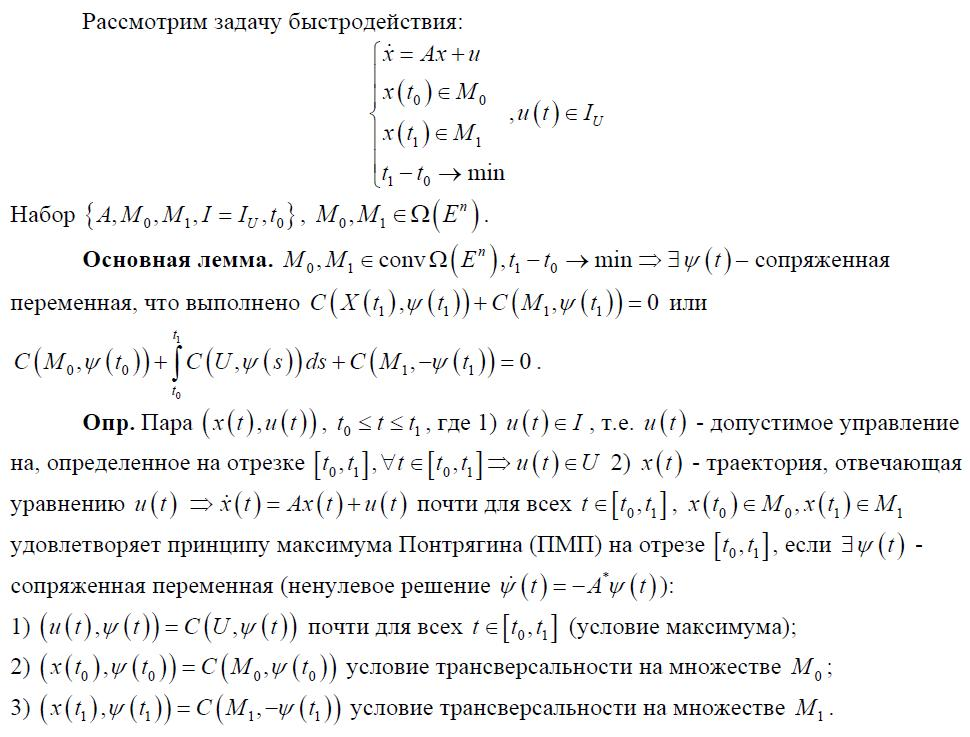 Рассмотрим задачу быстродействия:
ẋ = Ax + u
x(t₀) ∈ M₀
x(t₁) ∈ M₁
, u(t) ∈ I_U
t₁ − t₀ → min
Набор {A, M₀, M₁, I = I_U, t₀}, M₀, M₁ ∈ Ω(Eⁿ).
Основная лемма. M₀, M₁ ∈ conv Ω(Eⁿ), t₁ − t₀ → min ⇒ ∃ψ(t) – сопряженная
переменная, что выполнено C(X(t₁), ψ(t₁)) + C(M₁, ψ(t₁)) = 0 или
C(M₀, ψ(t₀)) + ∫_{t₀}^{t₁} C(U, ψ(s))ds + C(M₁, −ψ(t₁)) = 0.
Опр. Пара (x(t), u(t)), t₀ ≤ t ≤ t₁, где 1) u(t) ∈ I, т.е. u(t) - допустимое управление
на, определенное на отрезке [t₀, t₁], ∀t ∈ [t₀, t₁] ⇒ u(t) ∈ U 2) x(t) - траектория, отвечающая
уравнению u(t) ⇒ ẋ(t) = Ax(t) + u(t) почти для всех t ∈ [t₀, t₁], x(t₀) ∈ M₀, x(t₁) ∈ M₁
удовлетворяет принципу максимума Понтрягина (ПМП) на отрезе [t₀, t₁], если ∃ψ(t) -
сопряженная переменная (ненулевое решение ψ̇(t) = −A*ψ(t)):
1) (u(t), ψ(t)) = C(U, ψ(t)) почти для всех t ∈ [t₀, t₁] (условие максимума);
2) (x(t₀), ψ(t₀)) = C(M₀, ψ(t₀)) условие трансверсальности на множестве M₀;
3) (x(t₁), ψ(t₁)) = C(M₁, −ψ(t₁)) условие трансверсальности на множестве M₁.